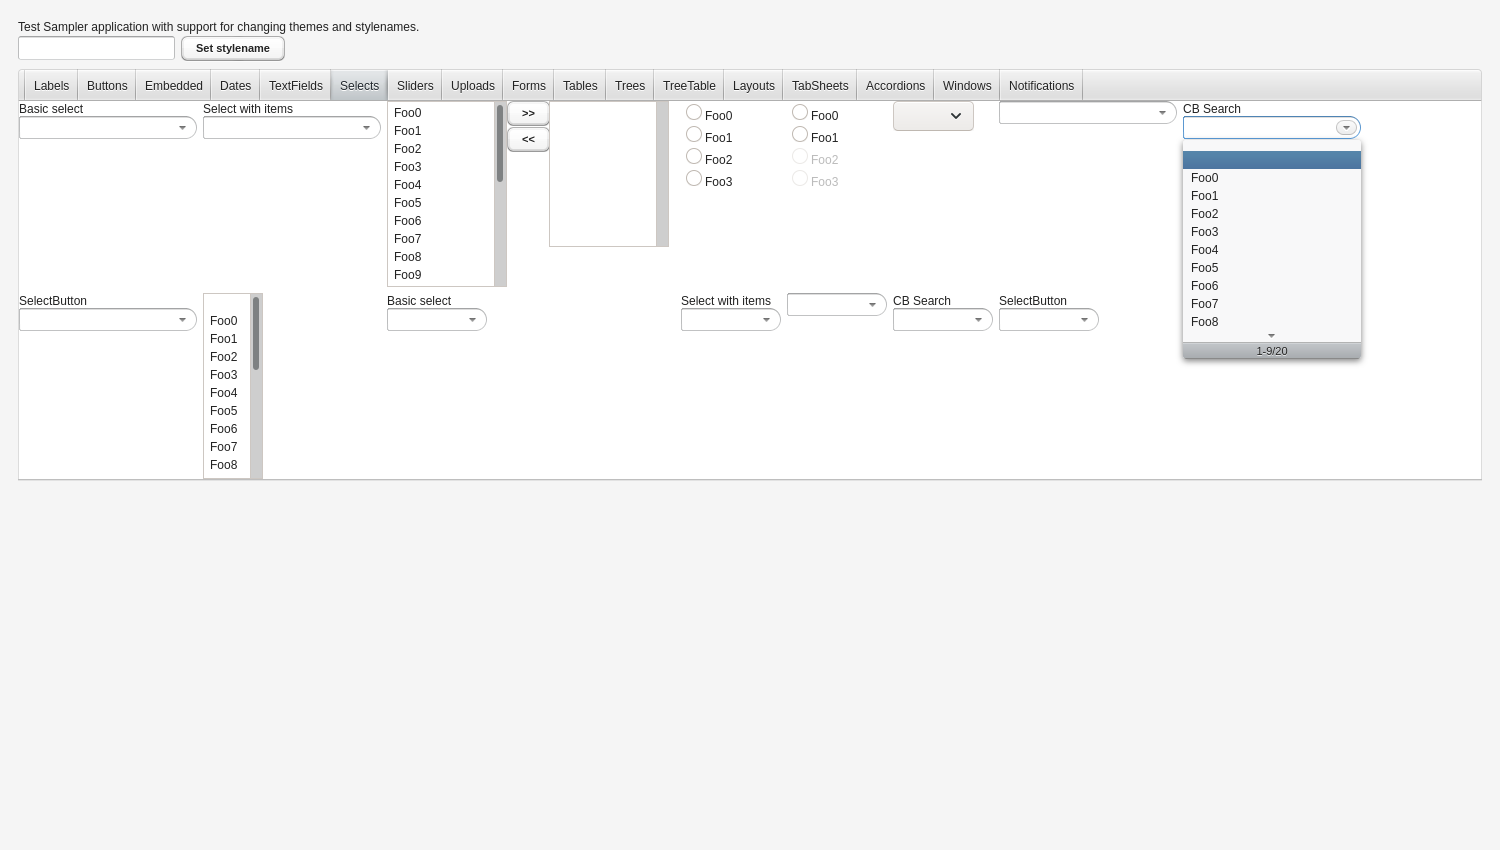 Test Sampler application with support for changing themes and stylenames.
Set stylename
Labels Buttons Embedded Dates TextFields Selects Sliders Uploads Forms Tables Trees TreeTable Layouts TabSheets Accordions Windows Notifications
Basic select
Select with items
Foo0
Foo1
Foo2
Foo3
Foo4
Foo5
Foo6
Foo7
Foo8
Foo9
>>
<<
Foo0
Foo1
Foo2
Foo3
Foo0
Foo1
Foo2
Foo3
CB Search
Foo0
Foo1
Foo2
Foo3
Foo4
Foo5
Foo6
Foo7
Foo8
1-9/20
SelectButton
Foo0
Foo1
Foo2
Foo3
Foo4
Foo5
Foo6
Foo7
Foo8
Basic select
Select with items
CB Search
SelectButton